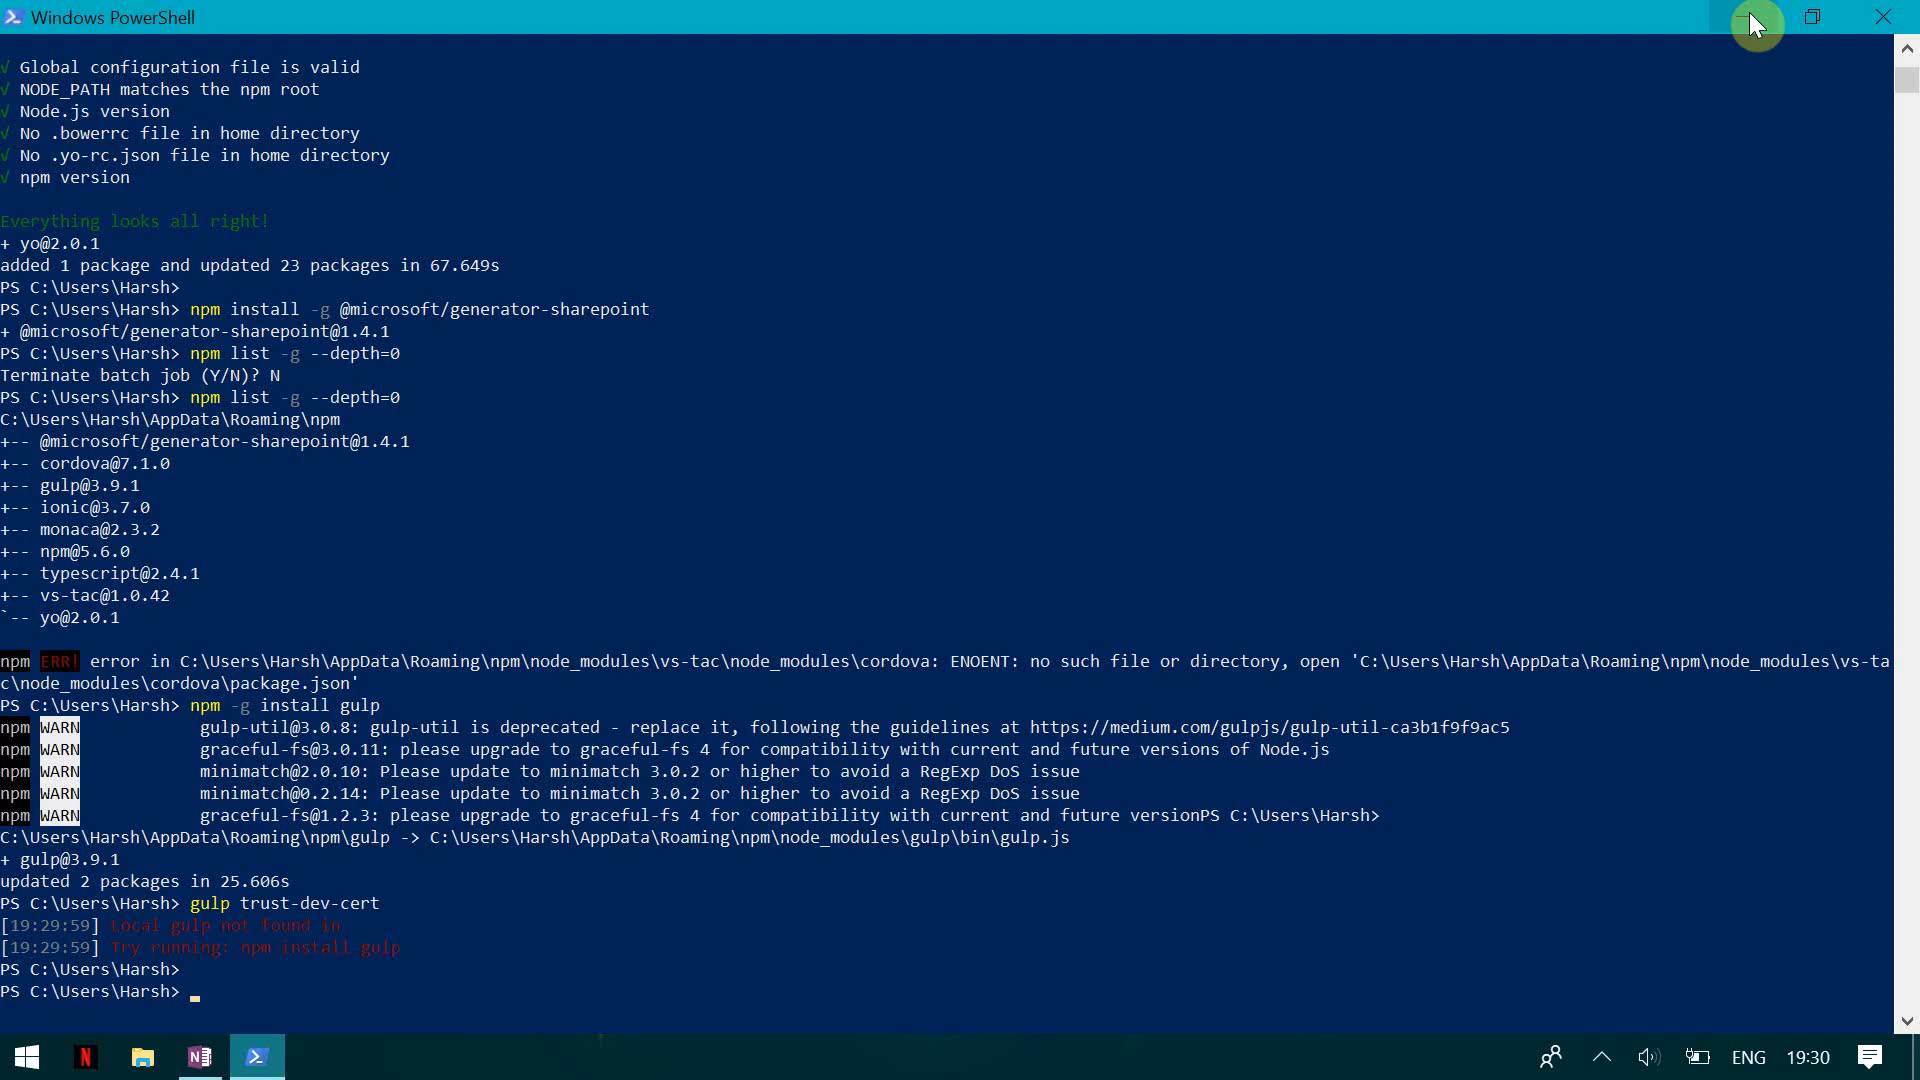 Windows PowerShell
√ Global configuration file is valid
√ NODE_PATH matches the npm root
√ Node.js version
√ No .bowerrc file in home directory
√ No .yo-rc.json file in home directory
√ npm version
Everything looks all right!
+ yo@2.0.1
added 1 package and updated 23 packages in 67.649s
PS C:\Users\Harsh>
PS C:\Users\Harsh> npm install -g @microsoft/generator-sharepoint
+ @microsoft/generator-sharepoint@1.4.1
PS C:\Users\Harsh> npm list -g --depth=0
Terminate batch job (Y/N)? N
PS C:\Users\Harsh> npm list -g --depth=0
C:\Users\Harsh\AppData\Roaming\npm
+-- @microsoft/generator-sharepoint@1.4.1
+-- cordova@7.1.0
+-- gulp@3.9.1
+-- ionic@3.7.0
+-- monaca@2.3.2
+-- npm@5.6.0
+-- typescript@2.4.1
+-- vs-tac@1.0.42
`-- yo@2.0.1
npm ERR! error in C:\Users\Harsh\AppData\Roaming\npm\node_modules\vs-tac\node_modules\cordova: ENOENT: no such file or directory, open 'C:\Users\Harsh\AppData\Roaming\npm\node_modules\vs-ta
c\node_modules\cordova\package.json'
PS C:\Users\Harsh> npm -g install gulp
npm WARN gulp-util@3.0.8: gulp-util is deprecated - replace it, following the guidelines at https://medium.com/gulpjs/gulp-util-ca3b1f9f9ac5
npm WARN graceful-fs@3.0.11: please upgrade to graceful-fs 4 for compatibility with current and future versions of Node.js
npm WARN minimatch@2.0.10: Please update to minimatch 3.0.2 or higher to avoid a RegExp DoS issue
npm WARN minimatch@0.2.14: Please update to minimatch 3.0.2 or higher to avoid a RegExp DoS issue
npm WARN graceful-fs@1.2.3: please upgrade to graceful-fs 4 for compatibility with current and future versionPS C:\Users\Harsh>
C:\Users\Harsh\AppData\Roaming\npm\gulp -> C:\Users\Harsh\AppData\Roaming\npm\node_modules\gulp\bin\gulp.js
+ gulp@3.9.1
updated 2 packages in 25.606s
PS C:\Users\Harsh> gulp trust-dev-cert
[19:29:59] Local gulp not found in
[19:29:59] Try running: npm install gulp
PS C:\Users\Harsh>
PS C:\Users\Harsh>
N N ENG 19:30